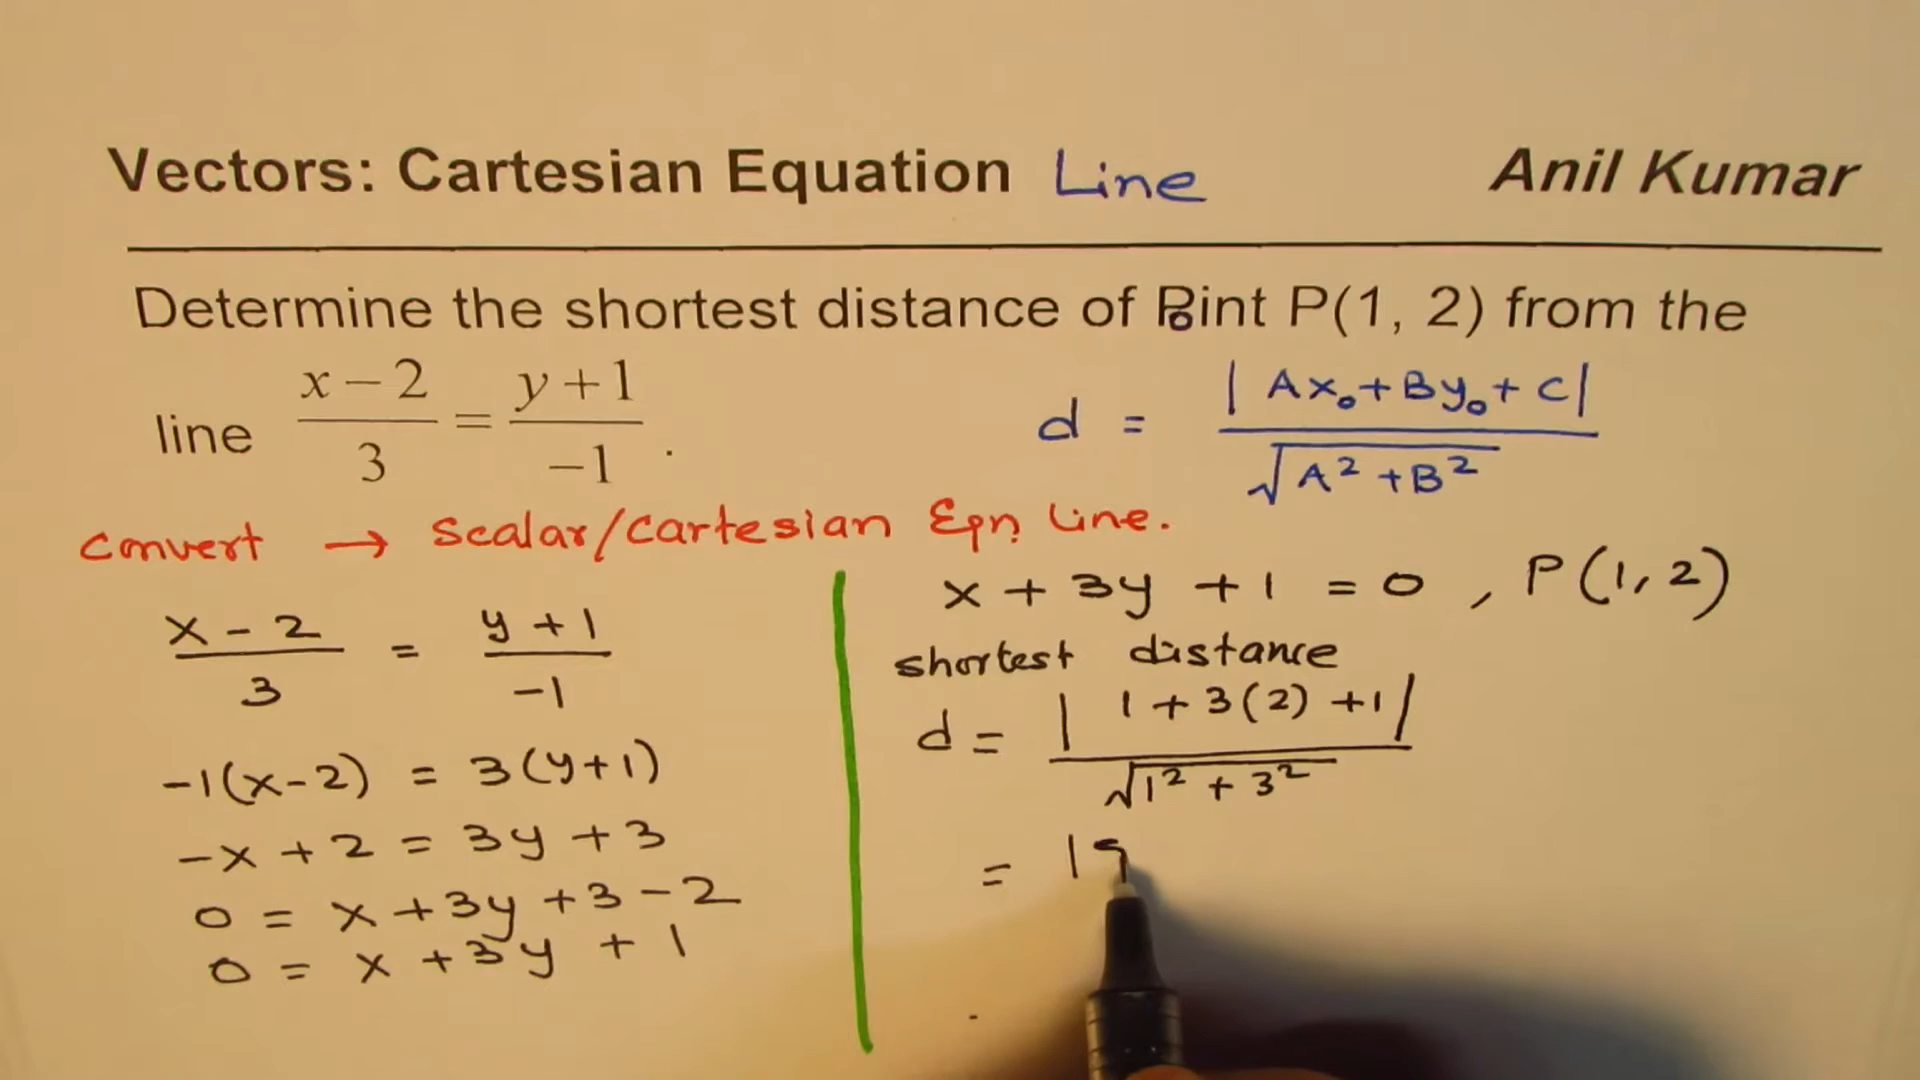 Vectors: Cartesian Equation Line Anil Kumar
Determine the shortest distance of Point P(1, 2) from the
line x − 2 / 3 = y + 1 / −1 .
d = | Ax₀ + By₀ + C | / √A² + B²
Convert → Scalar/Cartesian Eqn. Line.
x - 2 / 3 = y + 1 / -1
-1(x-2) = 3(y+1)
-x + 2 = 3y + 3
0 = x + 3y + 3 - 2
0 = x + 3y + 1
x + 3y + 1 = 0 , P(1, 2)
shortest distance
d = | 1 + 3(2) + 1 | / √1² + 3²
= |